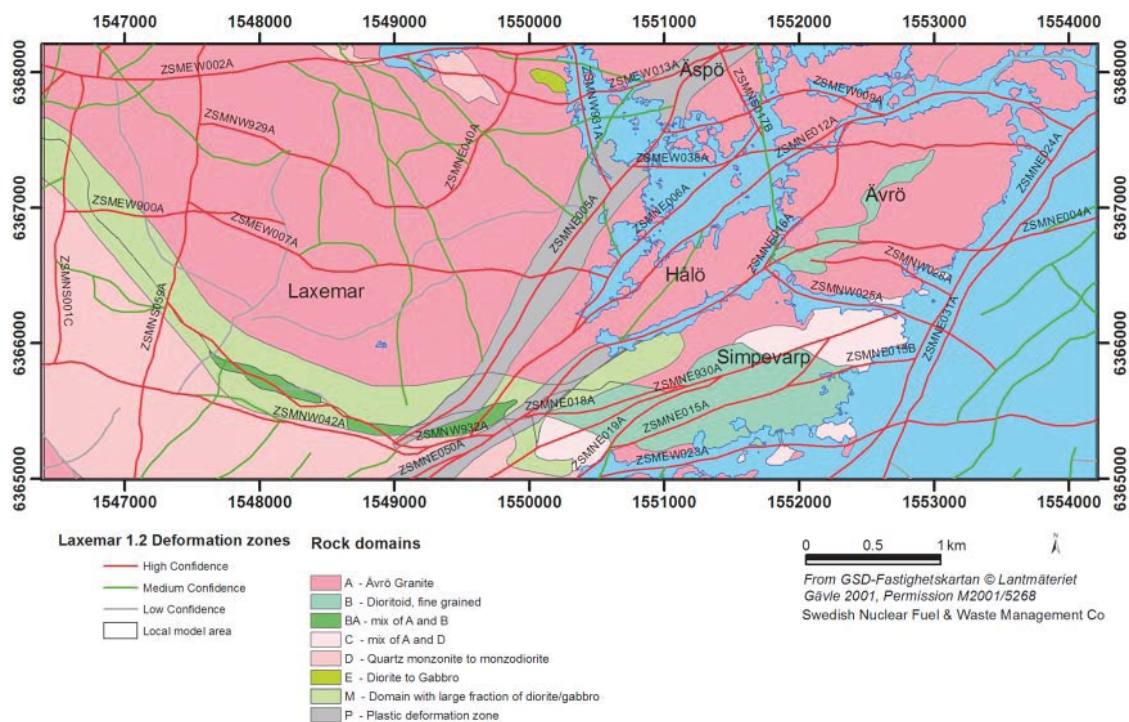 1547000 1548000 1549000 1550000 1551000 1552000 1553000 1554000
6368000
6368000
6367000
6367000
6366000
6366000
6365000
6365000
ZSMEW002A
ZSMEW013A
Äspö
ZSMNW929A
ZSMNE040A
ZSMNW931A
ZSMNS017B
ZSMEW009A
ZSMNE012A
ZSMEW038A
ZSMNE024A
ZSMEW900A
ZSMEW007A
ZSMNE005A
ZSMNE006A
Ävrö
ZSMNE004A
ZSMNE016A
ZSMNS001C
ZSMNS059A
Laxemar
Hålö
ZSMNW028A
ZSMNW025A
ZSMNE031A
Simpevarp
ZSMNE015B
ZSMNE930A
ZSMNE018A
ZSMNE015A
ZSMNW042A
ZSMNW932A
ZSMNE050A
ZSMNE019A
ZSMEW023A
1547000 1548000 1549000 1550000 1551000 1552000 1553000 1554000
Laxemar 1.2 Deformation zones
High Confidence
Medium Confidence
Low Confidence
Local model area
Rock domains
A - Ävrö Granite
B - Dioritoid, fine grained
BA - mix of A and B
C - mix of A and D
D - Quartz monzonite to monzodiorite
E - Diorite to Gabbro
M - Domain with large fraction of diorite/gabbro
P - Plastic deformation zone
0 0.5 1 km
N
From GSD-Fastighetskartan © Lantmäteriet
Gävle 2001, Permission M2001/5268
Swedish Nuclear Fuel & Waste Management Co